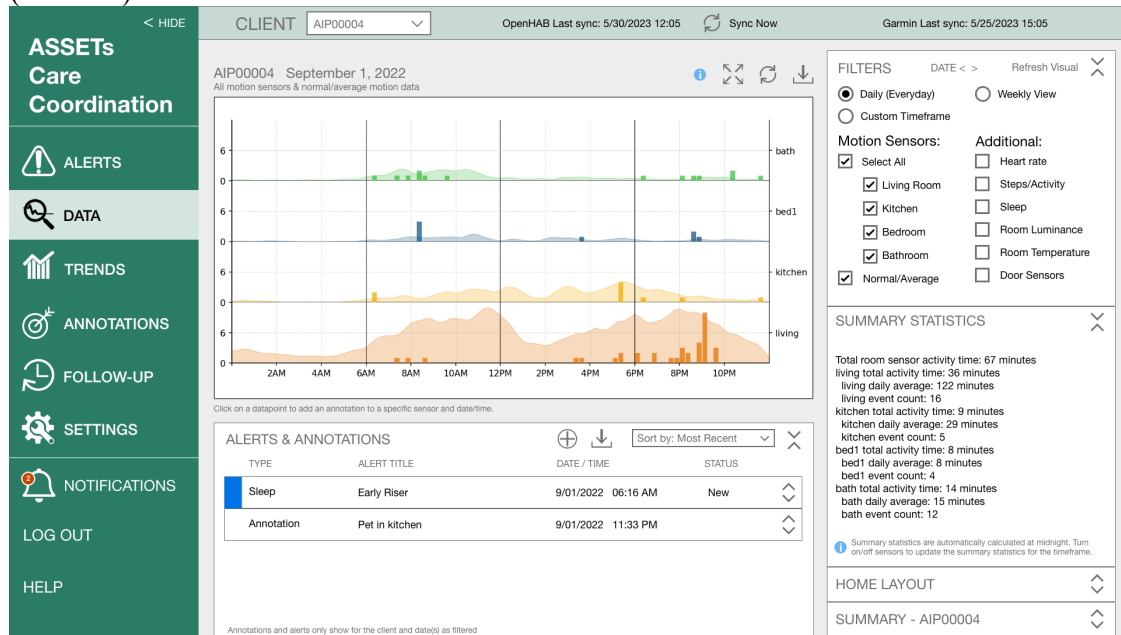 < HIDE
ASSETs
Care
Coordination
ALERTS
DATA
TRENDS
ANNOTATIONS
FOLLOW-UP
SETTINGS
2
NOTIFICATIONS
LOG OUT
HELP
CLIENT
AIP00004
OpenHAB Last sync: 5/30/2023 12:05
Sync Now
Garmin Last sync: 5/25/2023 15:05
AIP00004 September 1, 2022
All motion sensors & normal/average motion data
6
bath
0
6
bed1
0
6
kitchen
0
6
living
0
2AM 4AM 6AM 8AM 10AM 12PM 2PM 4PM 6PM 8PM 10PM
Click on a datapoint to add an annotation to a specific sensor and date/time.
ALERTS & ANNOTATIONS
Sort by: Most Recent
TYPE ALERT TITLE DATE / TIME STATUS
Sleep Early Riser 9/01/2022 06:16 AM New
Annotation Pet in kitchen 9/01/2022 11:33 PM
Annotations and alerts only show for the client and date(s) as filtered
FILTERS DATE < > Refresh Visual
Daily (Everyday) Weekly View
Custom Timeframe
Motion Sensors: Additional:
Select All Heart rate
Living Room Steps/Activity
Kitchen Sleep
Bedroom Room Luminance
Bathroom Room Temperature
Normal/Average Door Sensors
SUMMARY STATISTICS
Total room sensor activity time: 67 minutes
living total activity time: 36 minutes
living daily average: 122 minutes
living event count: 16
kitchen total activity time: 9 minutes
kitchen daily average: 29 minutes
kitchen event count: 5
bed1 total activity time: 8 minutes
bed1 daily average: 8 minutes
bed1 event count: 4
bath total activity time: 14 minutes
bath daily average: 15 minutes
bath event count: 12
Summary statistics are automatically calculated at midnight. Turn
on/off sensors to update the summary statistics for the timeframe.
HOME LAYOUT
SUMMARY - AIP00004